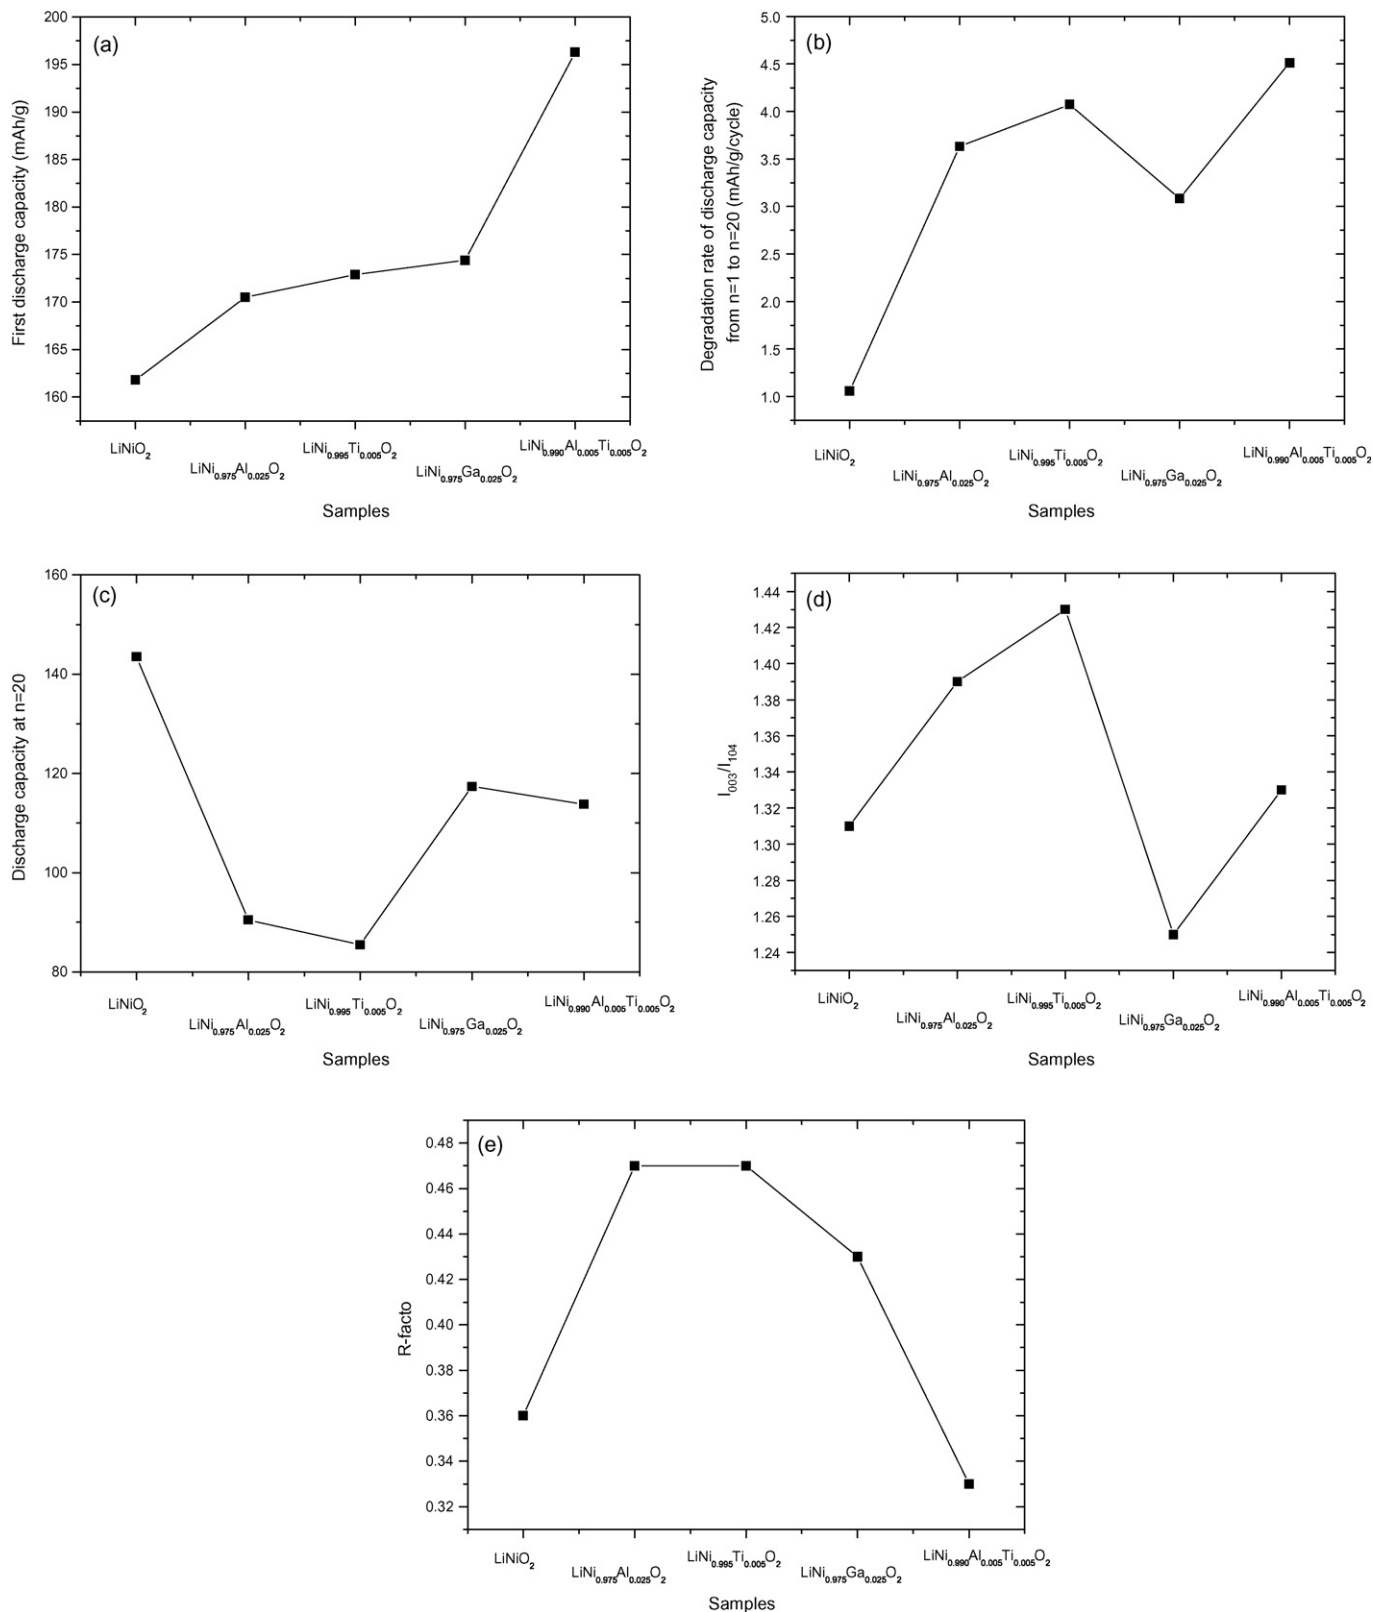 (a)
First discharge capacity (mAh/g)
200
195
190
185
180
175
170
165
160
LiNiO₂
LiNi₀.₉₇₅Al₀.₀₂₅O₂
LiNi₀.₉₉₅Ti₀.₀₀₅O₂
LiNi₀.₉₇₅Ga₀.₀₂₅O₂
LiNi₀.₉₉₀Al₀.₀₀₅Ti₀.₀₀₅O₂
Samples
(b)
Degradation rate of discharge capacity
from n=1 to n=20 (mAh/g/cycle)
5.0
4.5
4.0
3.5
3.0
2.5
2.0
1.5
1.0
LiNiO₂
LiNi₀.₉₇₅Al₀.₀₂₅O₂
LiNi₀.₉₉₅Ti₀.₀₀₅O₂
LiNi₀.₉₇₅Ga₀.₀₂₅O₂
LiNi₀.₉₉₀Al₀.₀₀₅Ti₀.₀₀₅O₂
Samples
(c)
Discharge capacity at n=20
160
140
120
100
80
LiNiO₂
LiNi₀.₉₇₅Al₀.₀₂₅O₂
LiNi₀.₉₉₅Ti₀.₀₀₅O₂
LiNi₀.₉₇₅Ga₀.₀₂₅O₂
LiNi₀.₉₉₀Al₀.₀₀₅Ti₀.₀₀₅O₂
Samples
(d)
I₀₀₃/I₁₀₄
1.44
1.42
1.40
1.38
1.36
1.34
1.32
1.30
1.28
1.26
1.24
LiNiO₂
LiNi₀.₉₇₅Al₀.₀₂₅O₂
LiNi₀.₉₉₅Ti₀.₀₀₅O₂
LiNi₀.₉₇₅Ga₀.₀₂₅O₂
LiNi₀.₉₉₀Al₀.₀₀₅Ti₀.₀₀₅O₂
Samples
(e)
R-facto
0.48
0.46
0.44
0.42
0.40
0.38
0.36
0.34
0.32
LiNiO₂
LiNi₀.₉₇₅Al₀.₀₂₅O₂
LiNi₀.₉₉₅Ti₀.₀₀₅O₂
LiNi₀.₉₇₅Ga₀.₀₂₅O₂
LiNi₀.₉₉₀Al₀.₀₀₅Ti₀.₀₀₅O₂
Samples